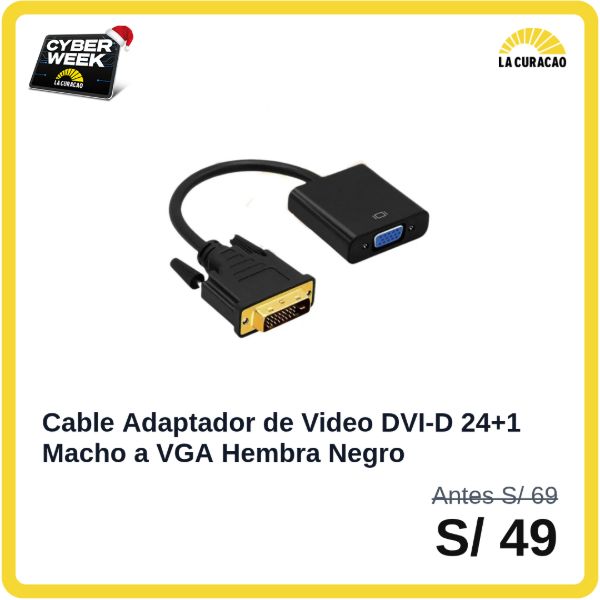 CYBER
WEEK
LA CURACAO
LA CURACAO
Cable Adaptador de Video DVI-D 24+1
Macho a VGA Hembra Negro
Antes S/ 69
S/ 49